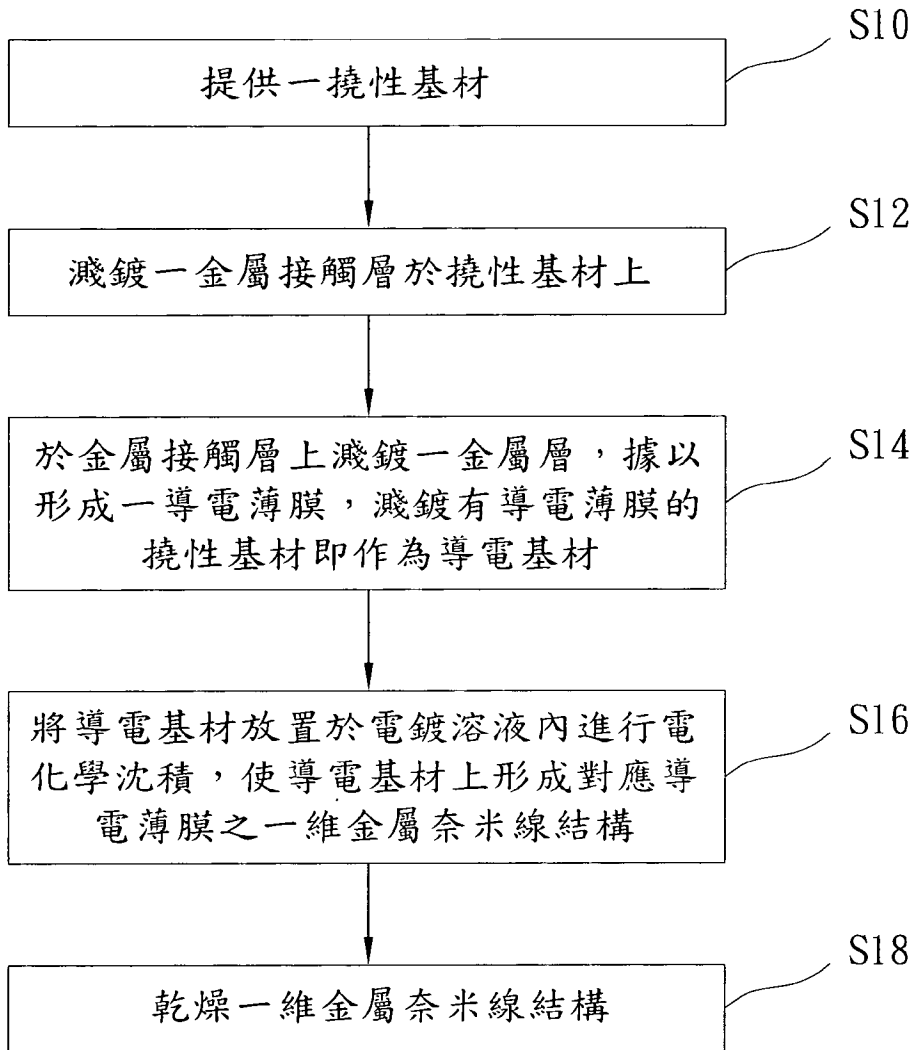 S10
提供一撓性基材
S12
濺鍍一金屬接觸層於撓性基材上
S14
於金屬接觸層上濺鍍一金屬層，據以
形成一導電薄膜，濺鍍有導電薄膜的
撓性基材即作為導電基材
S16
將導電基材放置於電鍍溶液內進行電
化學沈積，使導電基材上形成對應導
電薄膜之一維金屬奈米線結構
S18
乾燥一維金屬奈米線結構